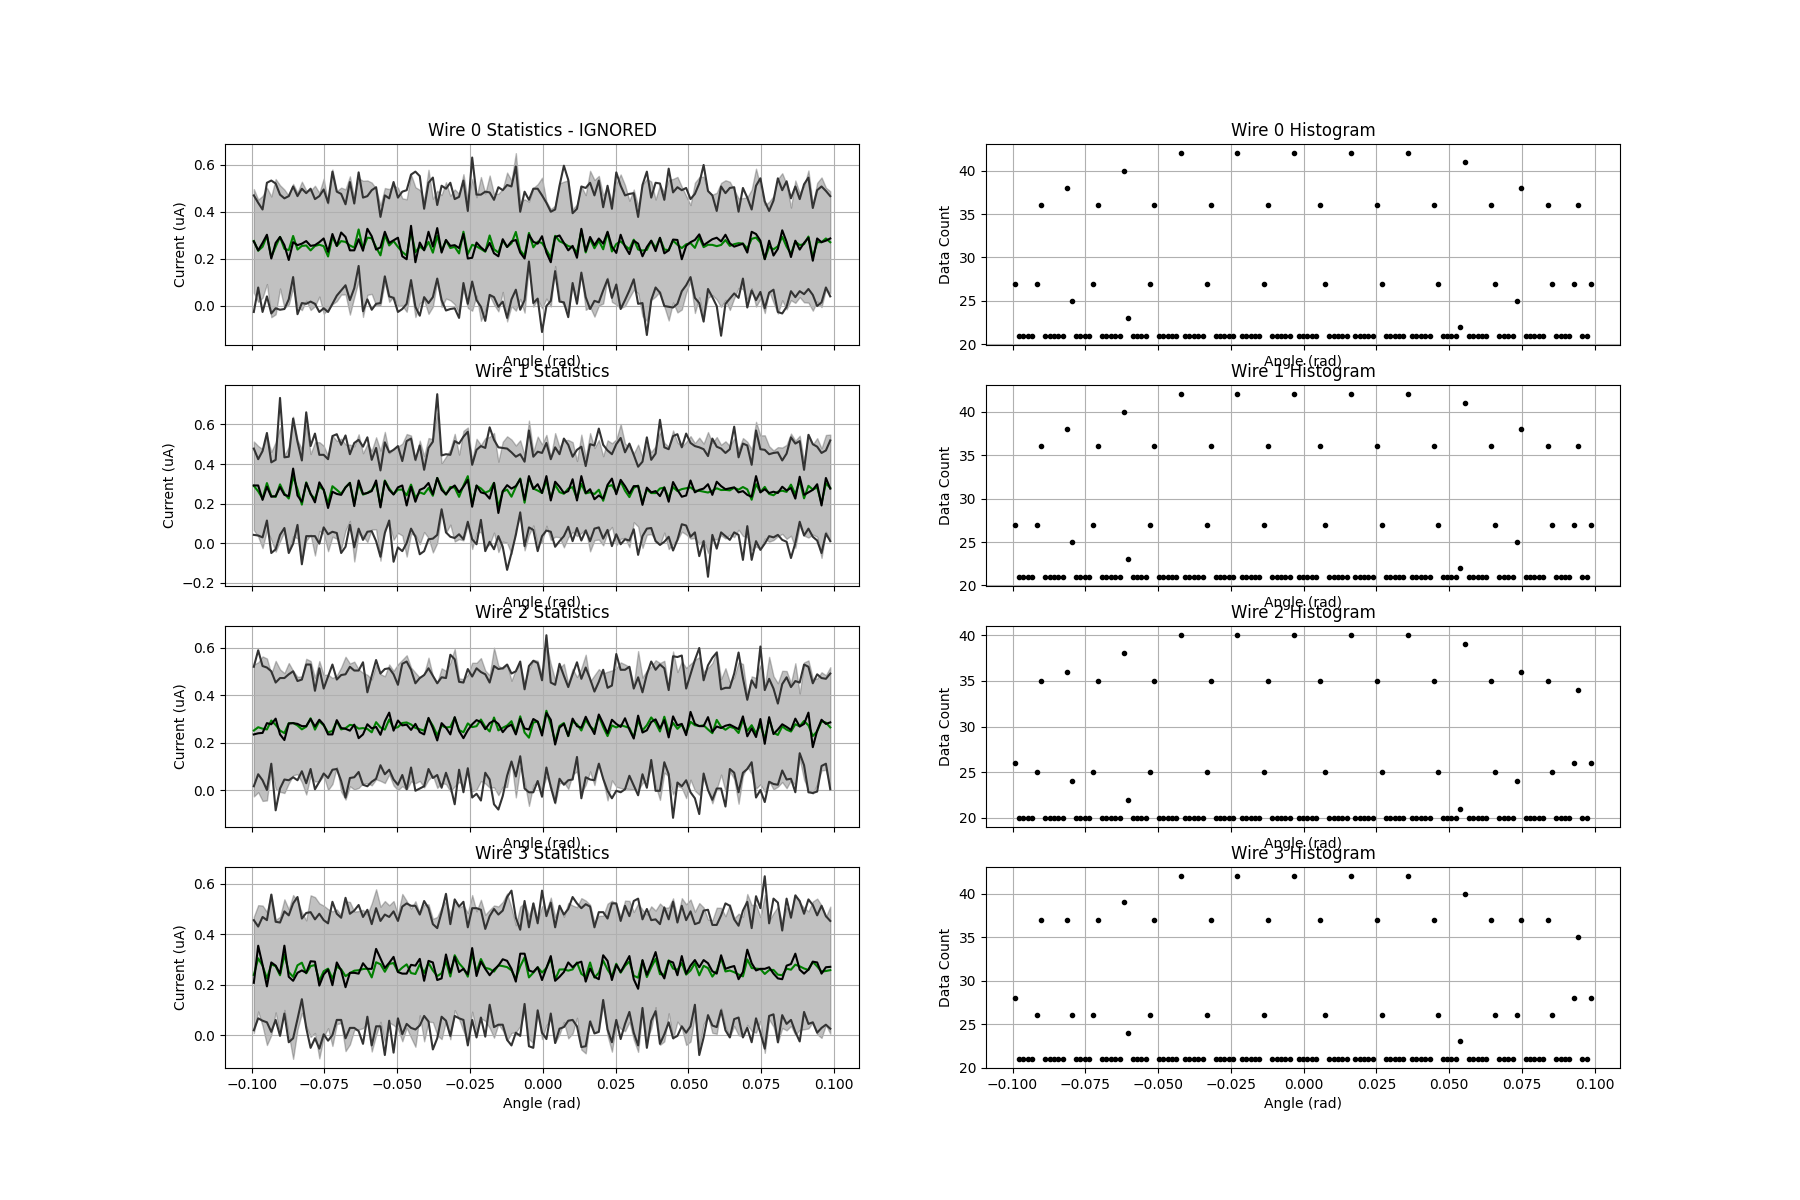 Wire 0 Statistics - IGNORED
Current (uA)
0.6
0.4
0.2
0.0
Angle (rad)
Wire 0 Histogram
Data Count
40
35
30
25
20
Angle (rad)
Wire 1 Statistics
Current (uA)
0.6
0.4
0.2
0.0
−0.2
Angle (rad)
Wire 1 Histogram
Data Count
40
35
30
25
20
Angle (rad)
Wire 2 Statistics
Current (uA)
0.6
0.4
0.2
0.0
Angle (rad)
Wire 2 Histogram
Data Count
40
35
30
25
20
Angle (rad)
Wire 3 Statistics
Current (uA)
0.6
0.4
0.2
0.0
−0.100 −0.075 −0.050 −0.025 0.000 0.025 0.050 0.075 0.100
Angle (rad)
Wire 3 Histogram
Data Count
40
35
30
25
20
−0.100 −0.075 −0.050 −0.025 0.000 0.025 0.050 0.075 0.100
Angle (rad)